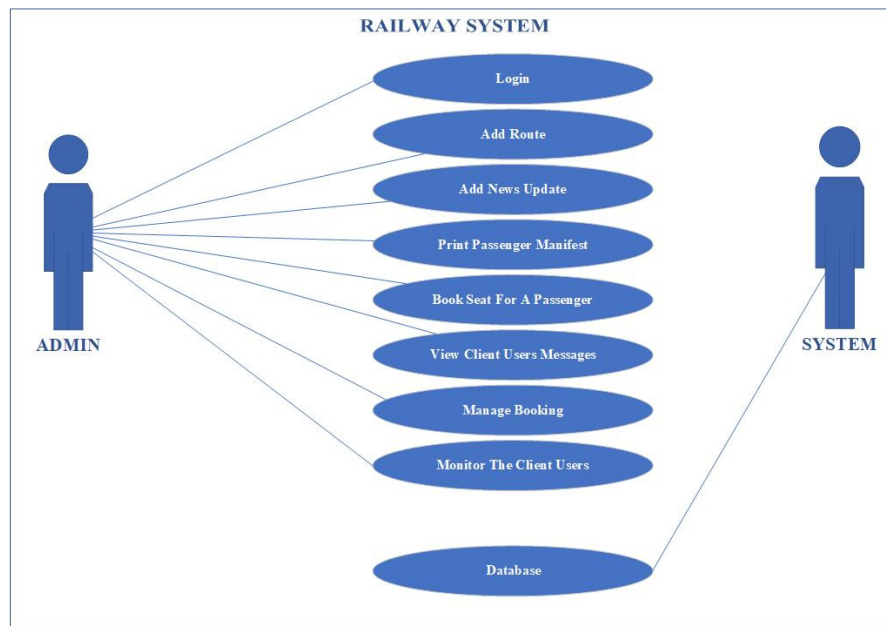 RAILWAY SYSTEM
Login
Add Route
Add News Update
Print Passenger Manifest
Book Seat For A Passenger
View Client Users Messages
ADMIN
SYSTEM
Manage Booking
Monitor The Client Users
Database